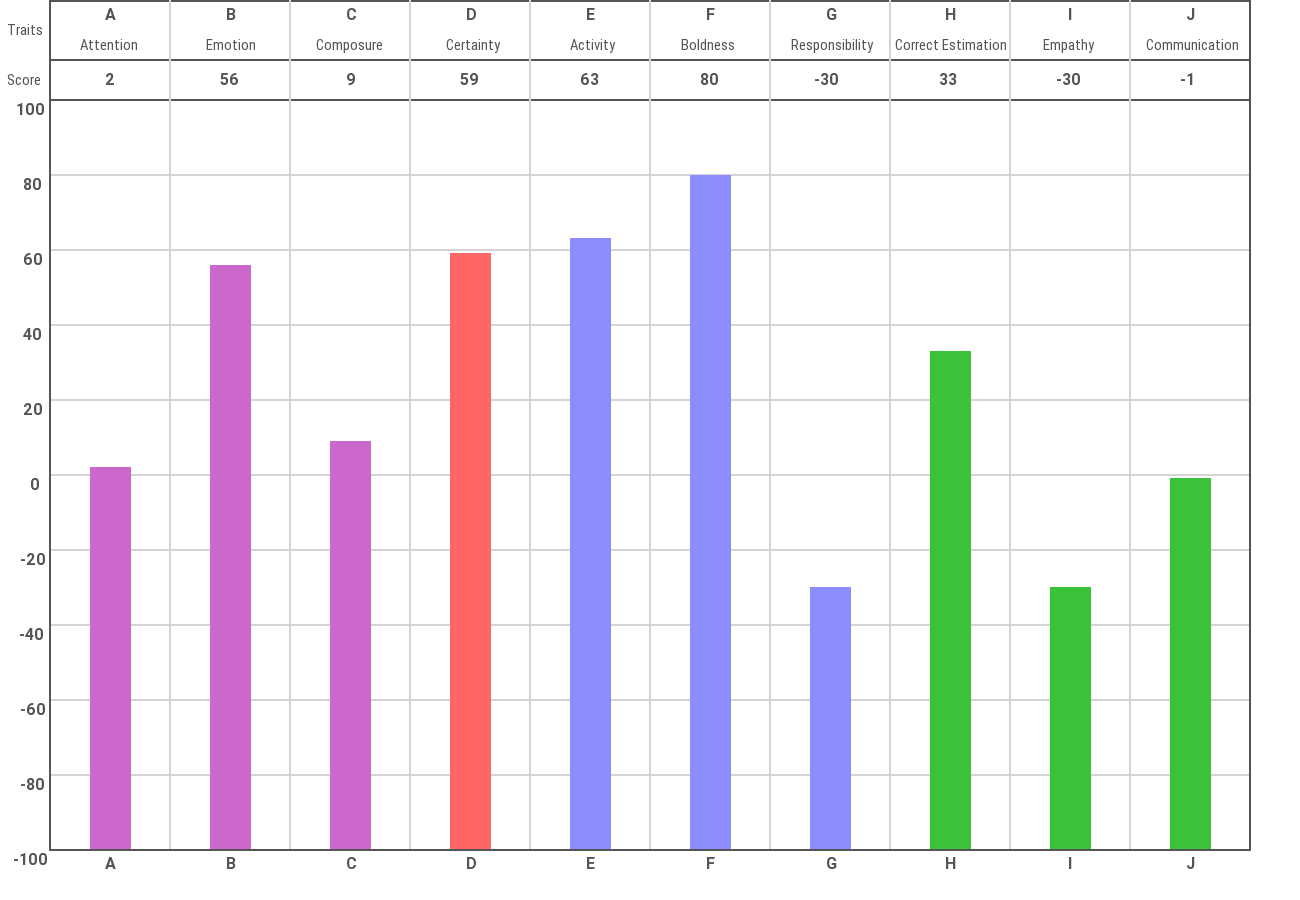 A B C D E F G H I J
Traits
Attention Emotion Composure Certainty Activity Boldness Responsibility Correct Estimation Empathy Communication
Score 2 56 9 59 63 80 -30 33 -30 -1
100
80
60
40
20
0
-20
-40
-60
-80
-100
A B C D E F G H I J